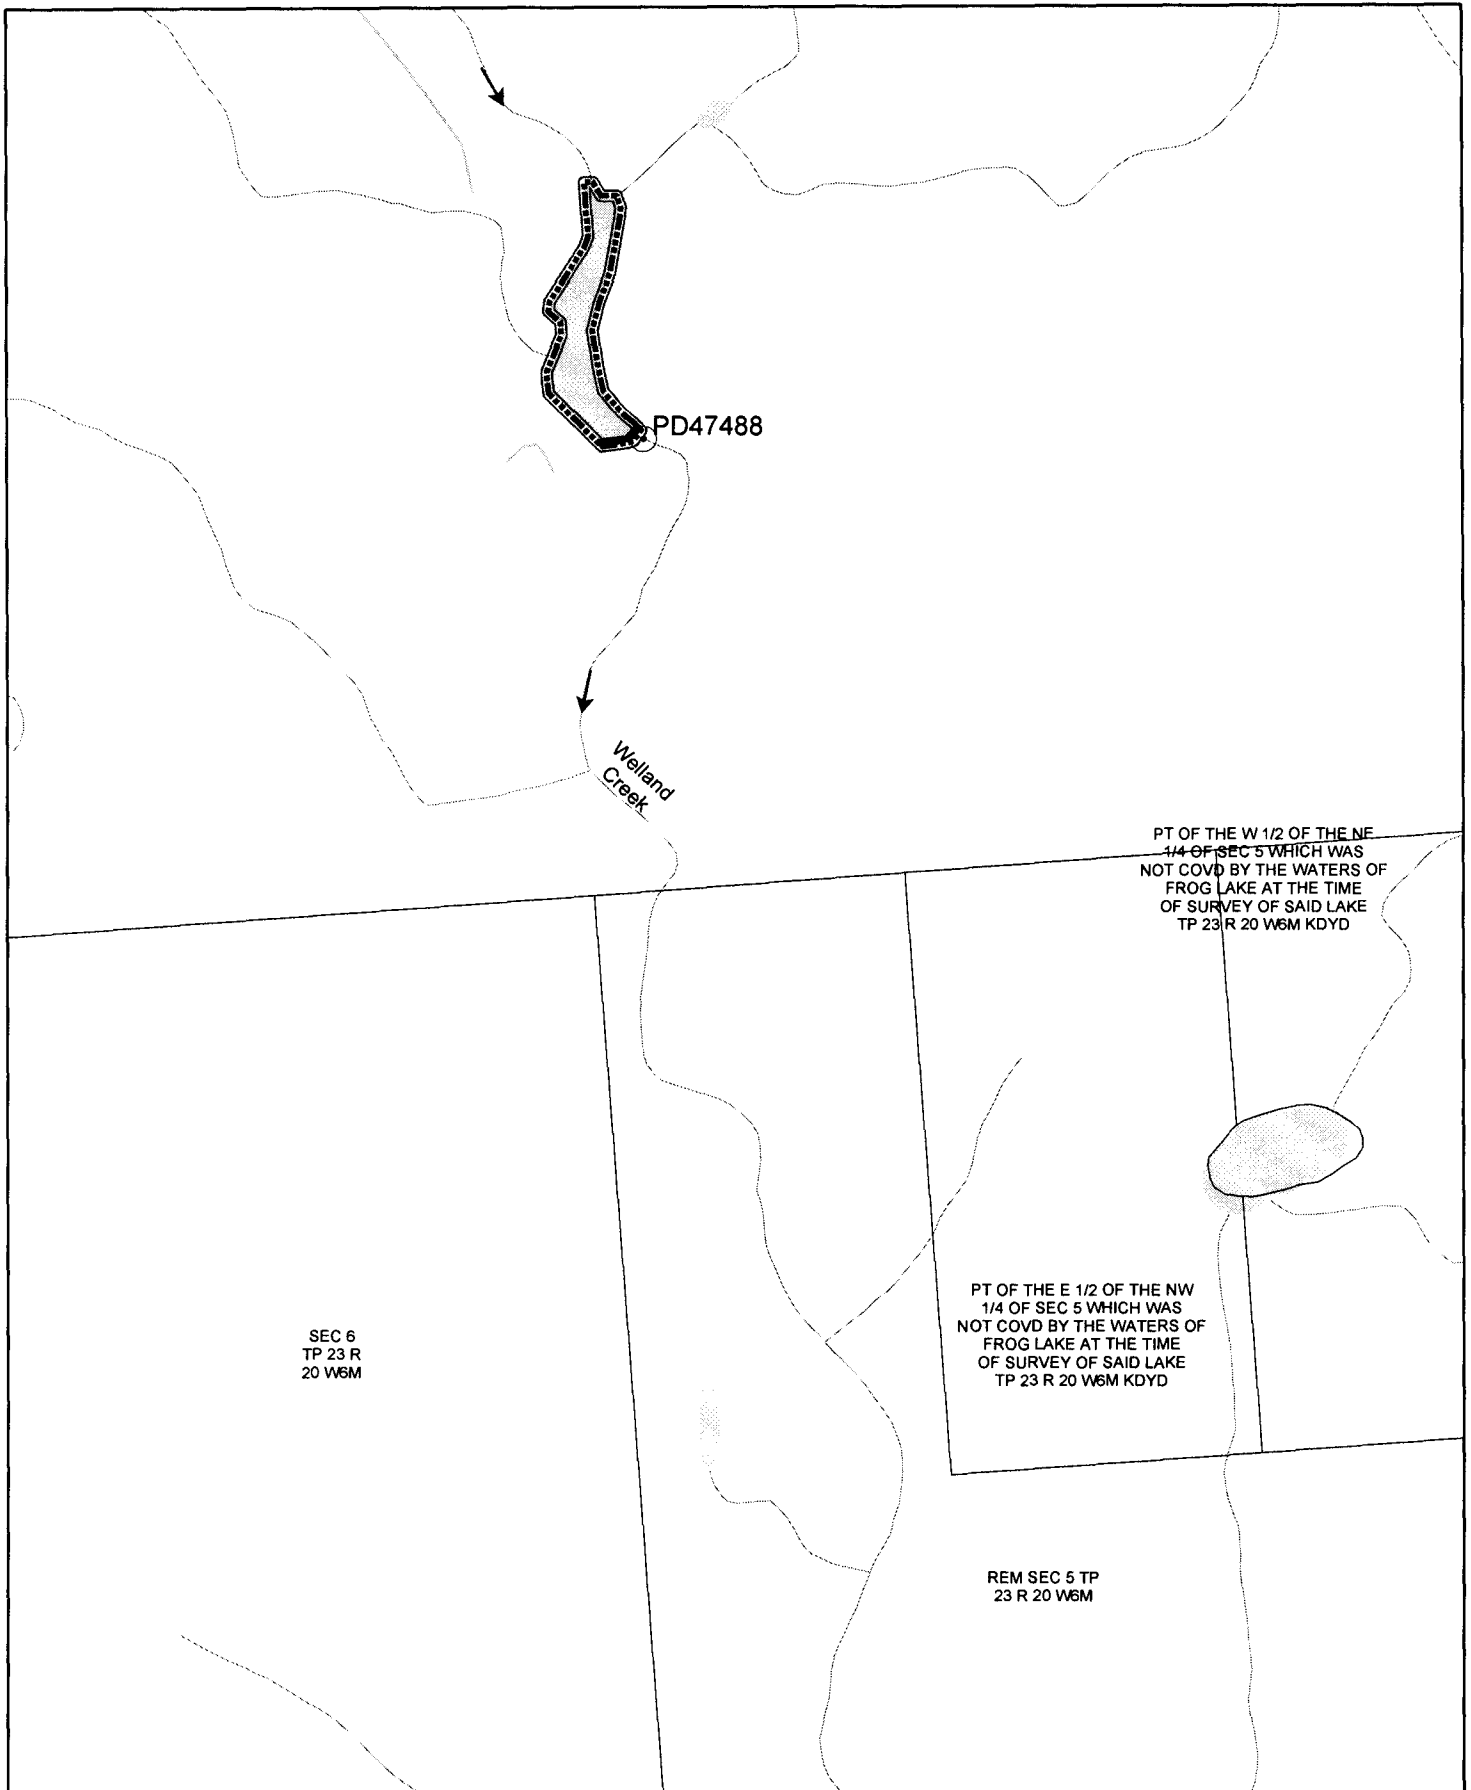 PD47488
Welland
Creek
PT OF THE W 1/2 OF THE NE
1/4 OF SEC 5 WHICH WAS
NOT COVD BY THE WATERS OF
FROG LAKE AT THE TIME
OF SURVEY OF SAID LAKE
TP 23 R 20 W6M KDYD
PT OF THE E 1/2 OF THE NW
1/4 OF SEC 5 WHICH WAS
NOT COVD BY THE WATERS OF
FROG LAKE AT THE TIME
OF SURVEY OF SAID LAKE
TP 23 R 20 W6M KDYD
SEC 6
TP 23 R
20 W6M
REM SEC 5 TP
23 R 20 W6M